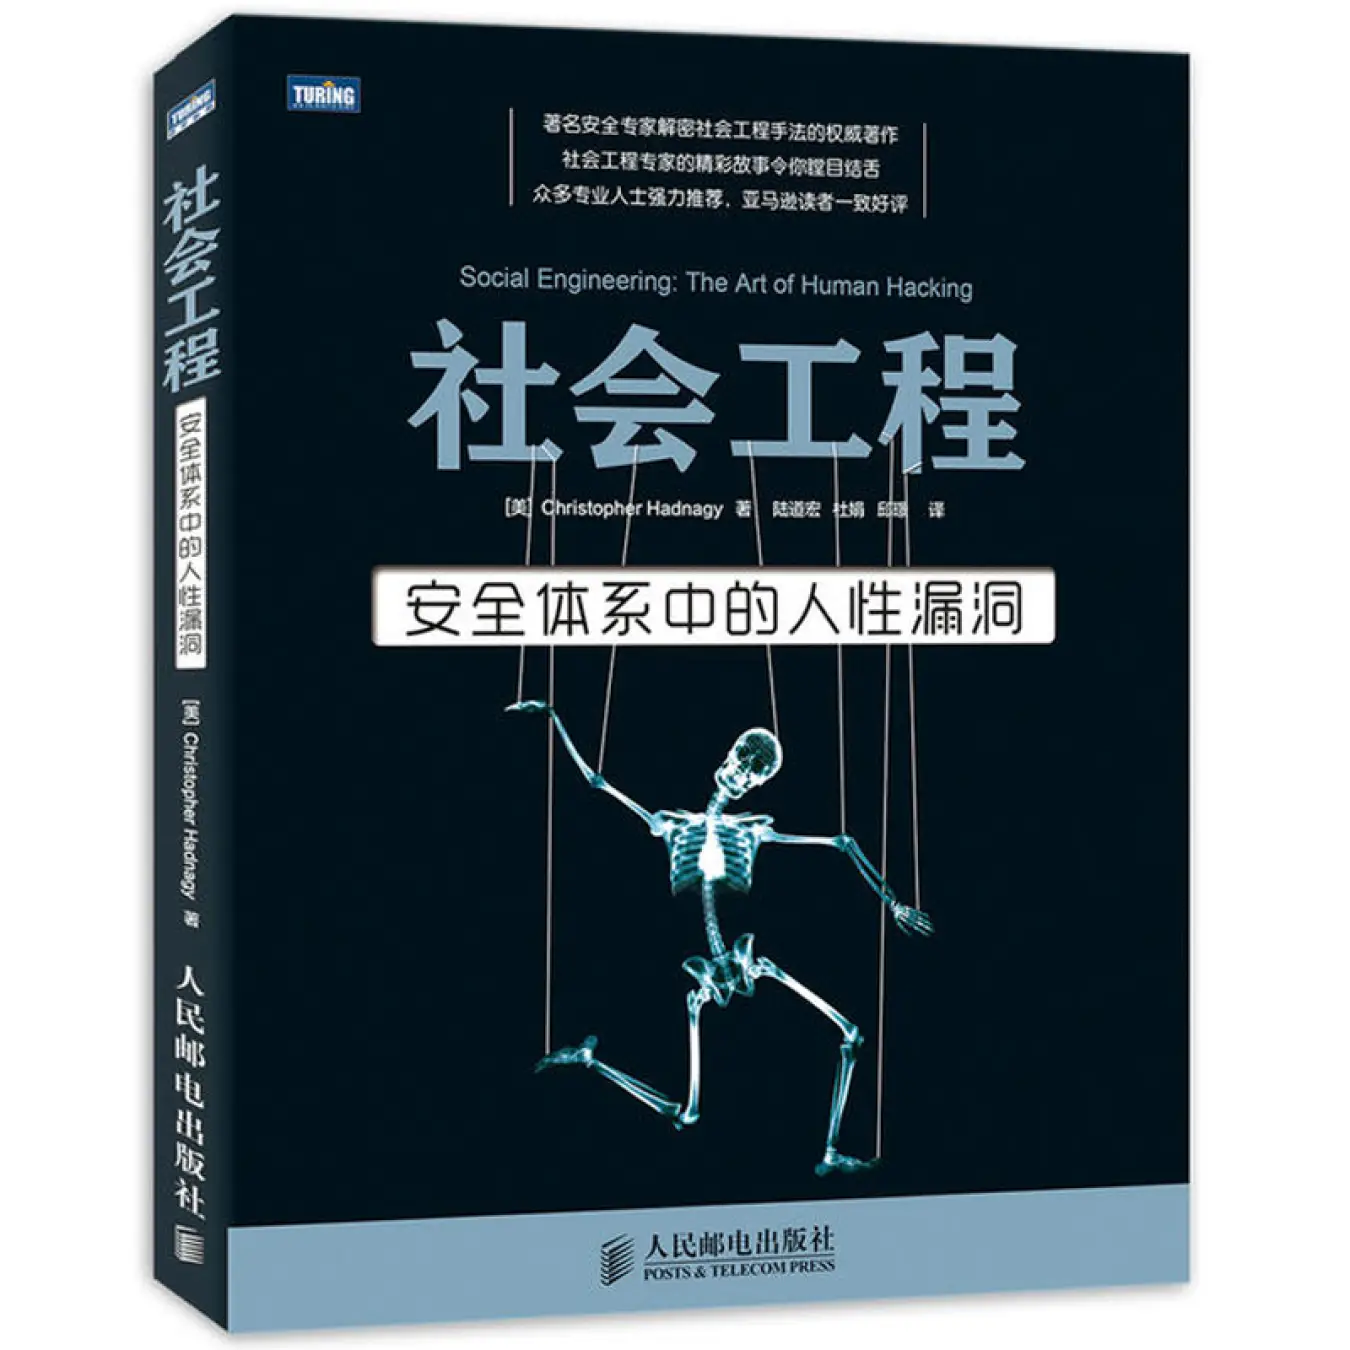 TURING
著名安全专家解密社会工程手法的权威著作
社会工程专家的精彩故事令你瞠目结舌
众多专业人士强力推荐，亚马逊读者一致好评
Social Engineering: The Art of Human Hacking
社会工程
[美] Christopher Hadnagy 著 陆道宏 杜娟 邱璟 译
安全体系中的人性漏洞
人民邮电出版社
POSTS & TELECOM PRESS
TURING
社会工程
安全体系中的人性漏洞
[美] Christopher Hadnagy 著
人民邮电出版社